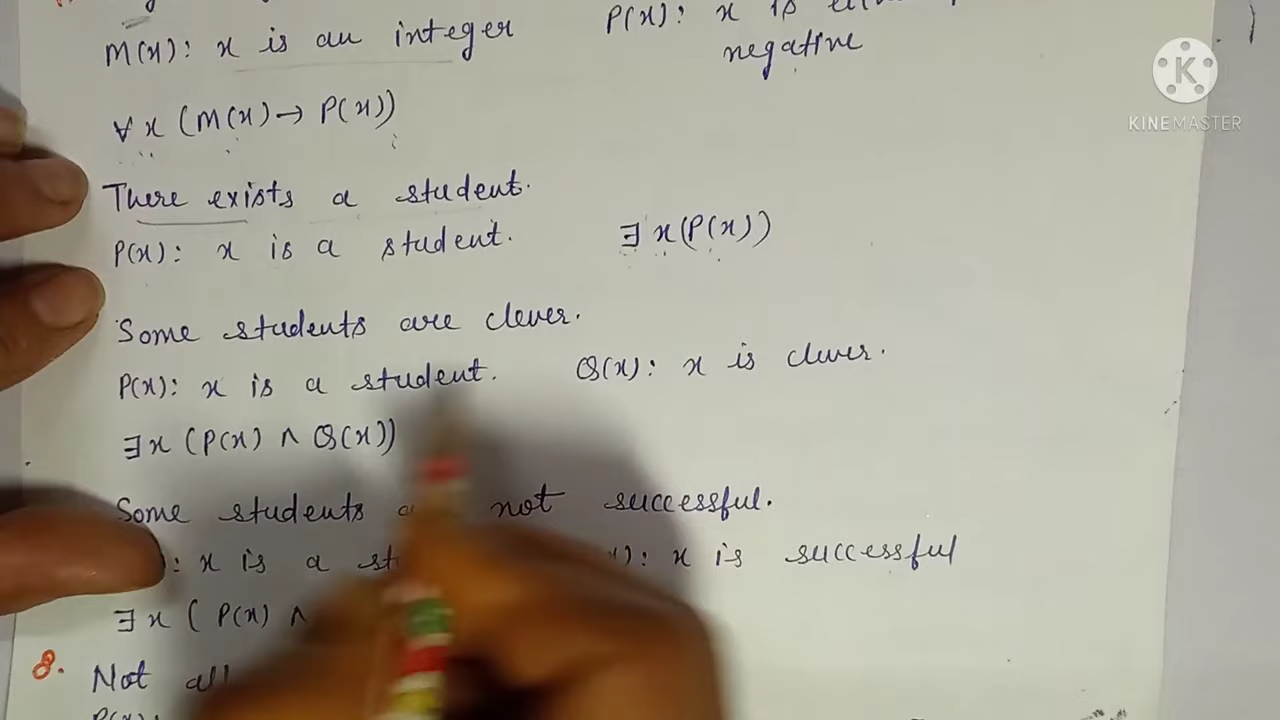 P(x): x is
M(x): x is an integer
negative
∀x (M(x) → P(x))
There exists a student.
P(x): x is a student. ∃x(P(x))
Some students are clever.
P(x): x is a student. Q(x): x is clever.
∃x (P(x) ∧ Q(x))
Some students not successful.
: x is a x): x is successful
∃x ( P(x) ∧
8. Not all
P(x):
K
KINEMASTER